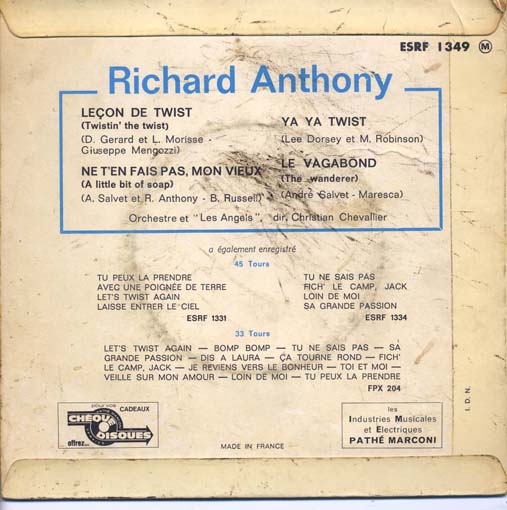 ESRF 1349 Ⓜ
Richard Anthony
LEÇON DE TWIST
(Twistin' the twist)
(D. Gerard et L. Morisse -
Giuseppe Mengozzi)
NE T'EN FAIS PAS, MON VIEUX
(A little bit of soap)
(A. Salvet et R. Anthony - B. Russell)
YA YA TWIST
(Lee Dorsey et M. Robinson)
LE VAGABOND
(The wanderer)
(André Salvet - Maresca)
Orchestre et "Les Angels", dir. Christian Chevallier
a également enregistré
45 Tours
TU PEUX LA PRENDRE
AVEC UNE POIGNÉE DE TERRE
LET'S TWIST AGAIN
LAISSE ENTRER LE CIEL
ESRF 1331
TU NE SAIS PAS
FICH' LE CAMP, JACK
LOIN DE MOI
SA GRANDE PASSION
ESRF 1334
33 Tours
LET'S TWIST AGAIN — BOMP BOMP — TU NE SAIS PAS — SA
GRANDE PASSION — DIS A LAURA — ÇA TOURNE ROND — FICH'
LE CAMP, JACK — JE REVIENS VERS LE BONHEUR — TOI ET MOI —
VEILLE SUR MON AMOUR — LOIN DE MOI — TU PEUX LA PRENDRE
FPX 204
pour vos CADEAUX
CHÈQUE
DISQUES
offrez...
MADE IN FRANCE
les
Industries Musicales
et Electriques
PATHÉ MARCONI
I. D. N.